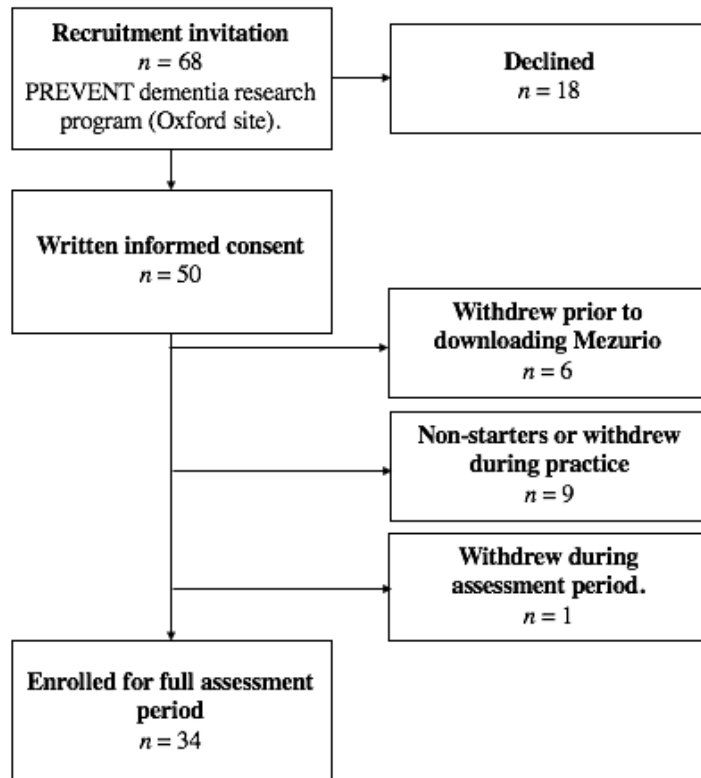 Recruitment invitation
n = 68
PREVENT dementia research
program (Oxford site).
Declined
n = 18
Written informed consent
n = 50
Withdrew prior to
downloading Mezurio
n = 6
Non-starters or withdrew
during practice
n = 9
Withdrew during
assessment period.
n = 1
Enrolled for full assessment
period
n = 34